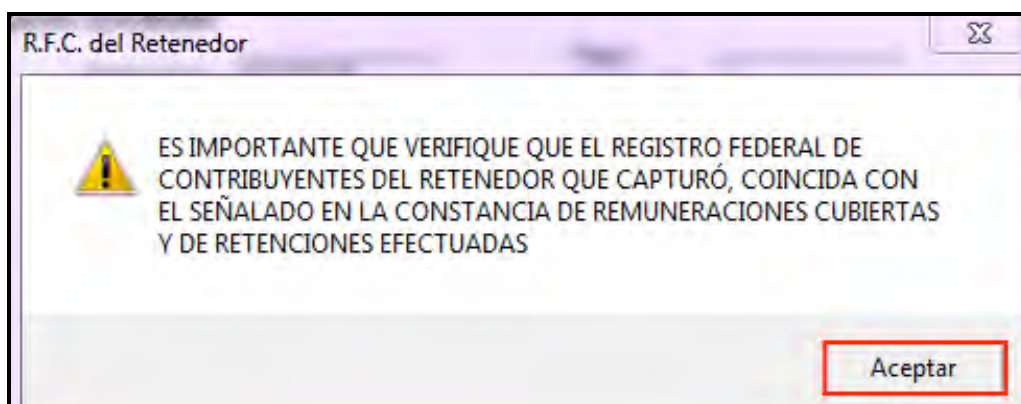 R.F.C. del Retenedor
ES IMPORTANTE QUE VERIFIQUE QUE EL REGISTRO FEDERAL DE
CONTRIBUYENTES DEL RETENEDOR QUE CAPTURÓ, COINCIDA CON
EL SEÑALADO EN LA CONSTANCIA DE REMUNERACIONES CUBIERTAS
Y DE RETENCIONES EFECTUADAS
Aceptar